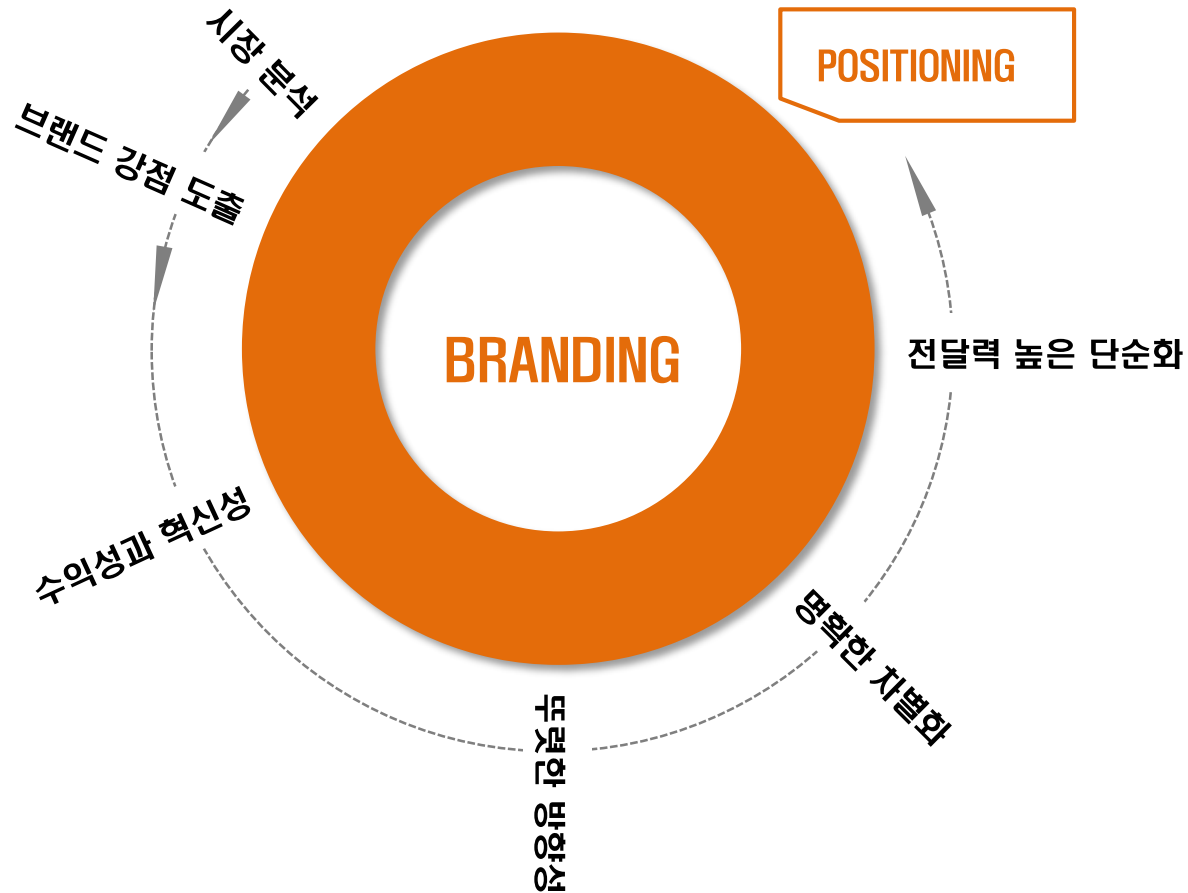 시장 분석
브랜드 강점 도출
수익성과 혁신성
뚜렷한 방향성
명확한 차별화
전달력 높은 단순화
POSITIONING
BRANDING